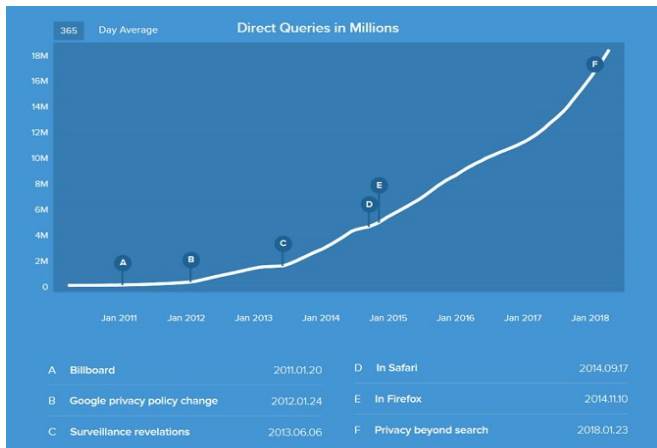 365 Day Average Direct Queries in Millions
18M
16M
14M
12M
10M
8M
6M
4M
2M
0
A
B
C
D
E
F
Jan 2011 Jan 2012 Jan 2013 Jan 2014 Jan 2015 Jan 2016 Jan 2017 Jan 2018
A Billboard 2011.01.20
B Google privacy policy change 2012.01.24
C Surveillance revelations 2013.06.06
D In Safari 2014.09.17
E In Firefox 2014.11.10
F Privacy beyond search 2018.01.23